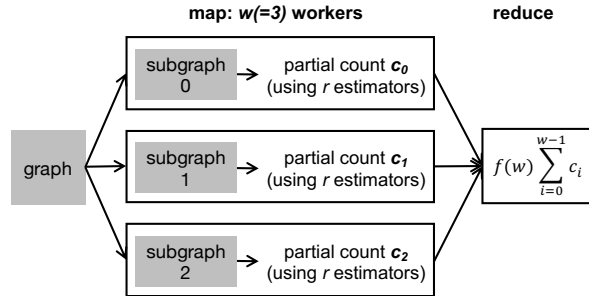 map: w(=3) workers
reduce
subgraph
0
partial count c₀
(using r estimators)
graph
subgraph
1
partial count c₁
(using r estimators)
f(w) \sum_{i=0}^{w-1} c_i
subgraph
2
partial count c₂
(using r estimators)